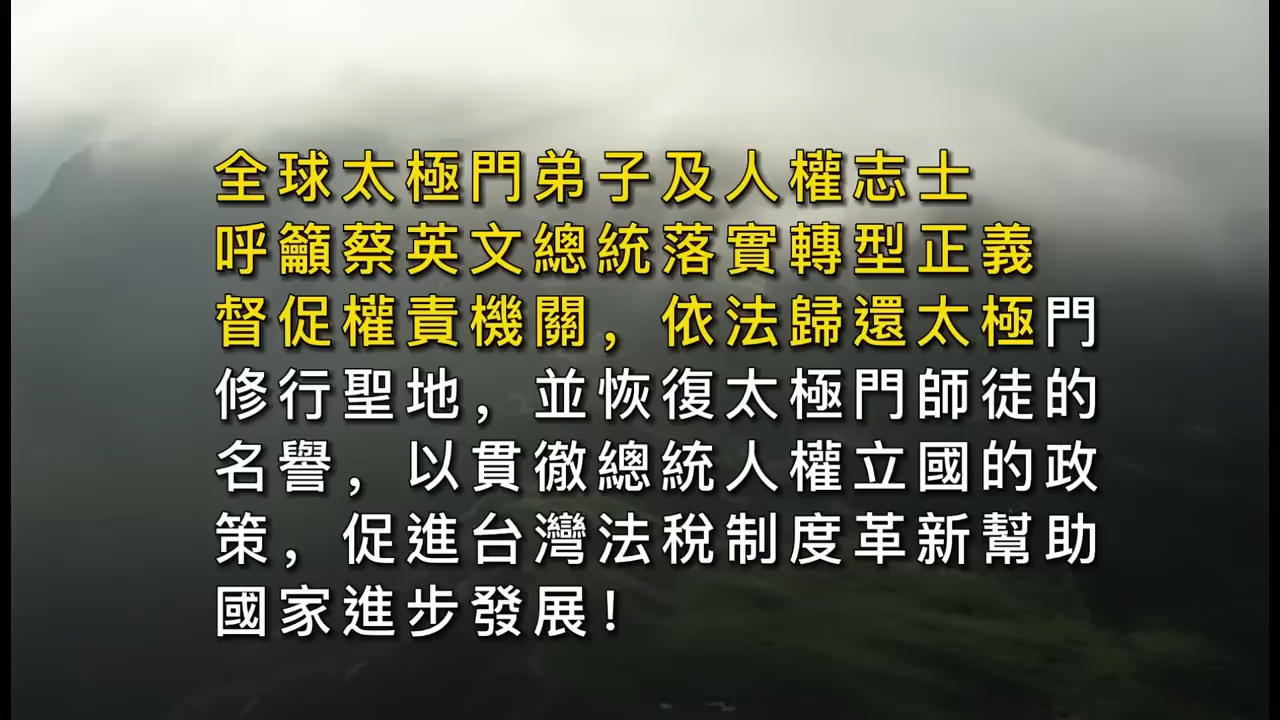 全球太極門弟子及人權志士
呼籲蔡英文總統落實轉型正義
督促權責機關，依法歸還太極門
修行聖地，並恢復太極門師徒的
名譽，以貫徹總統人權立國的政
策，促進台灣法稅制度革新幫助
國家進步發展！